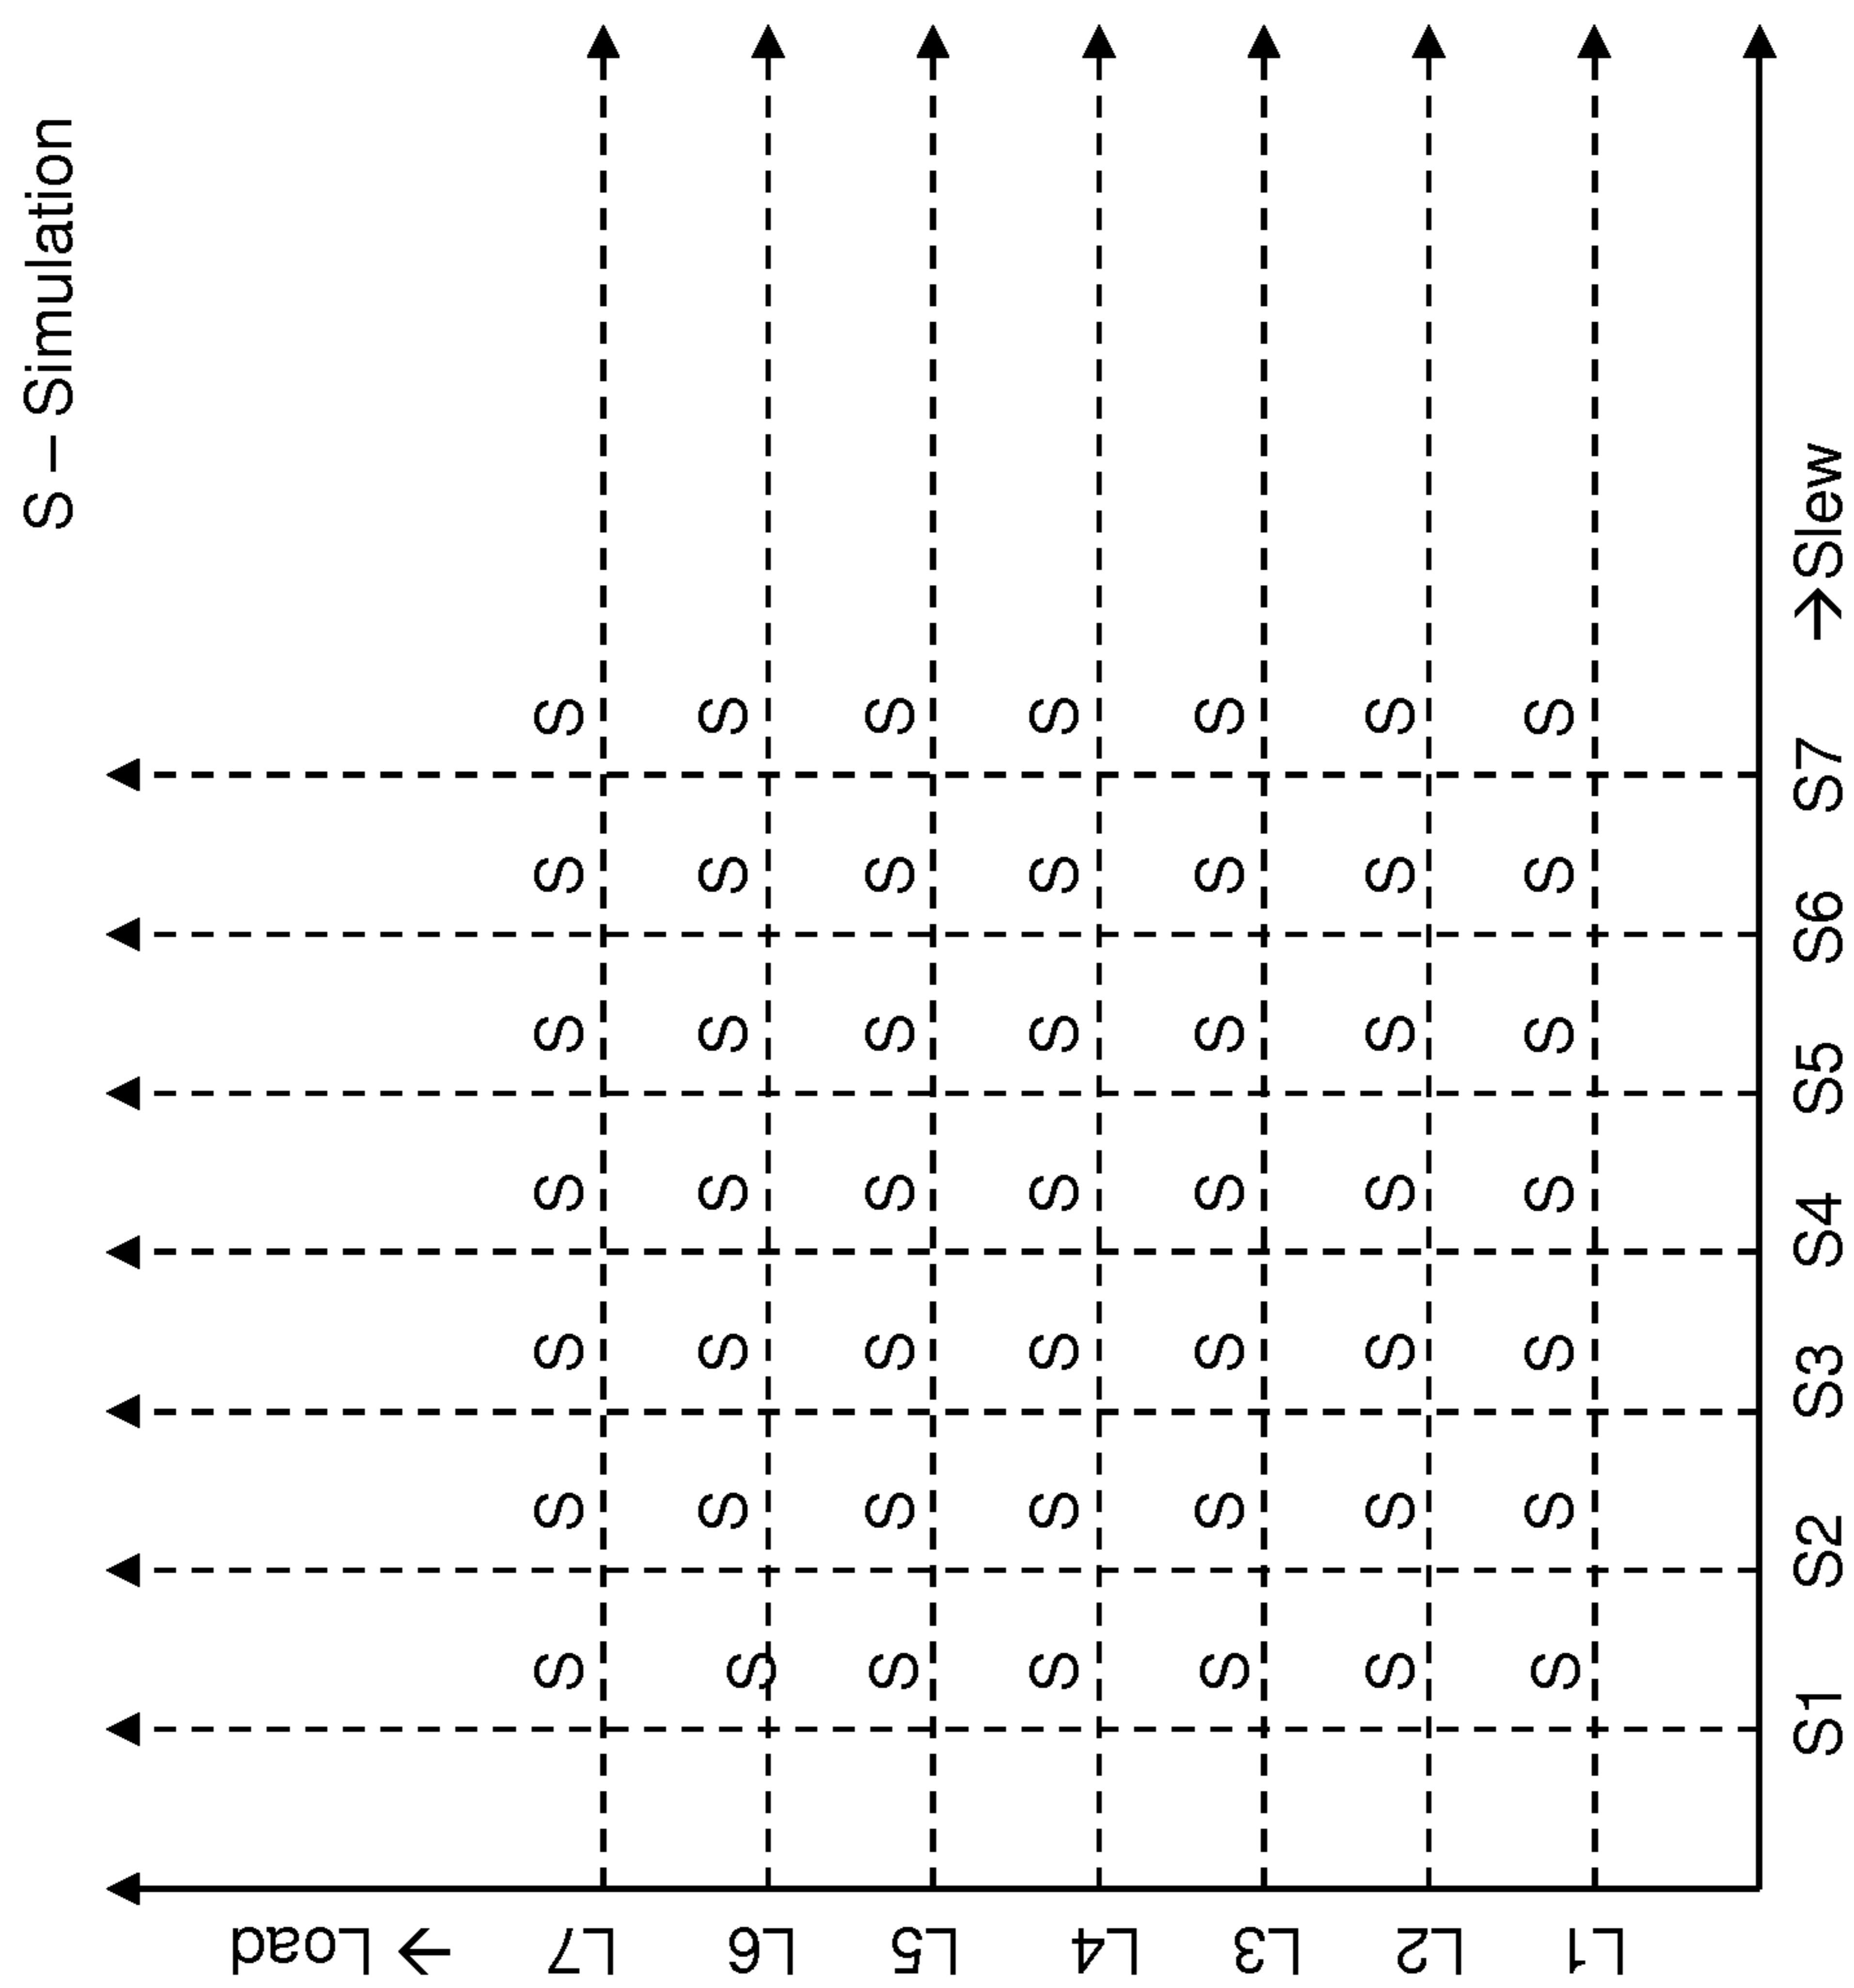 S – Simulation
→ Load
L7 S S S S S S S
L6 S S S S S S S
L5 S S S S S S S
L4 S S S S S S S
L3 S S S S S S S
L2 S S S S S S S
L1 S S S S S S S
S1 S2 S3 S4 S5 S6 S7 →Slew